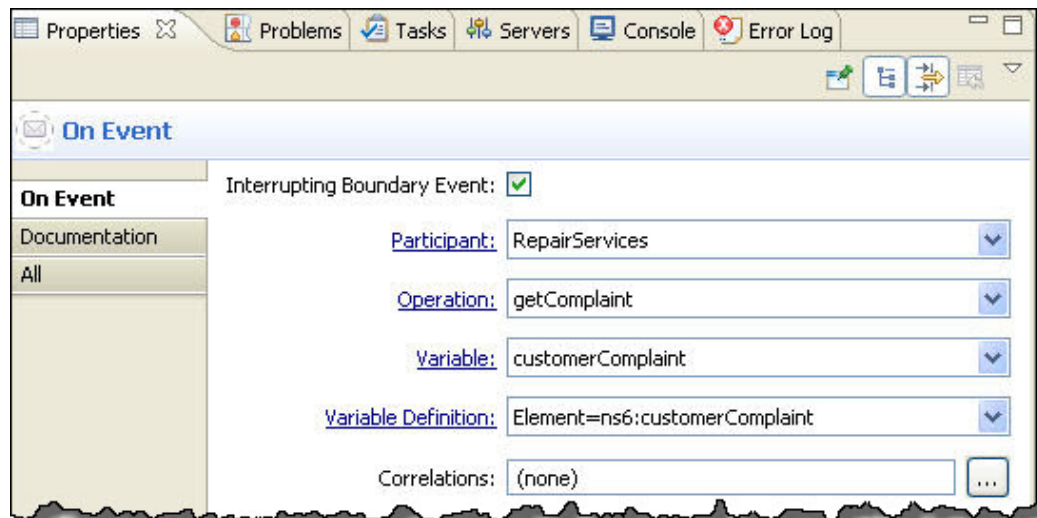 Properties Problems Tasks Servers Console Error Log
On Event
On Event
Documentation
All
Interrupting Boundary Event:
Participant: RepairServices
Operation: getComplaint
Variable: customerComplaint
Variable Definition: Element=ns6:customerComplaint
Correlations: (none) ...